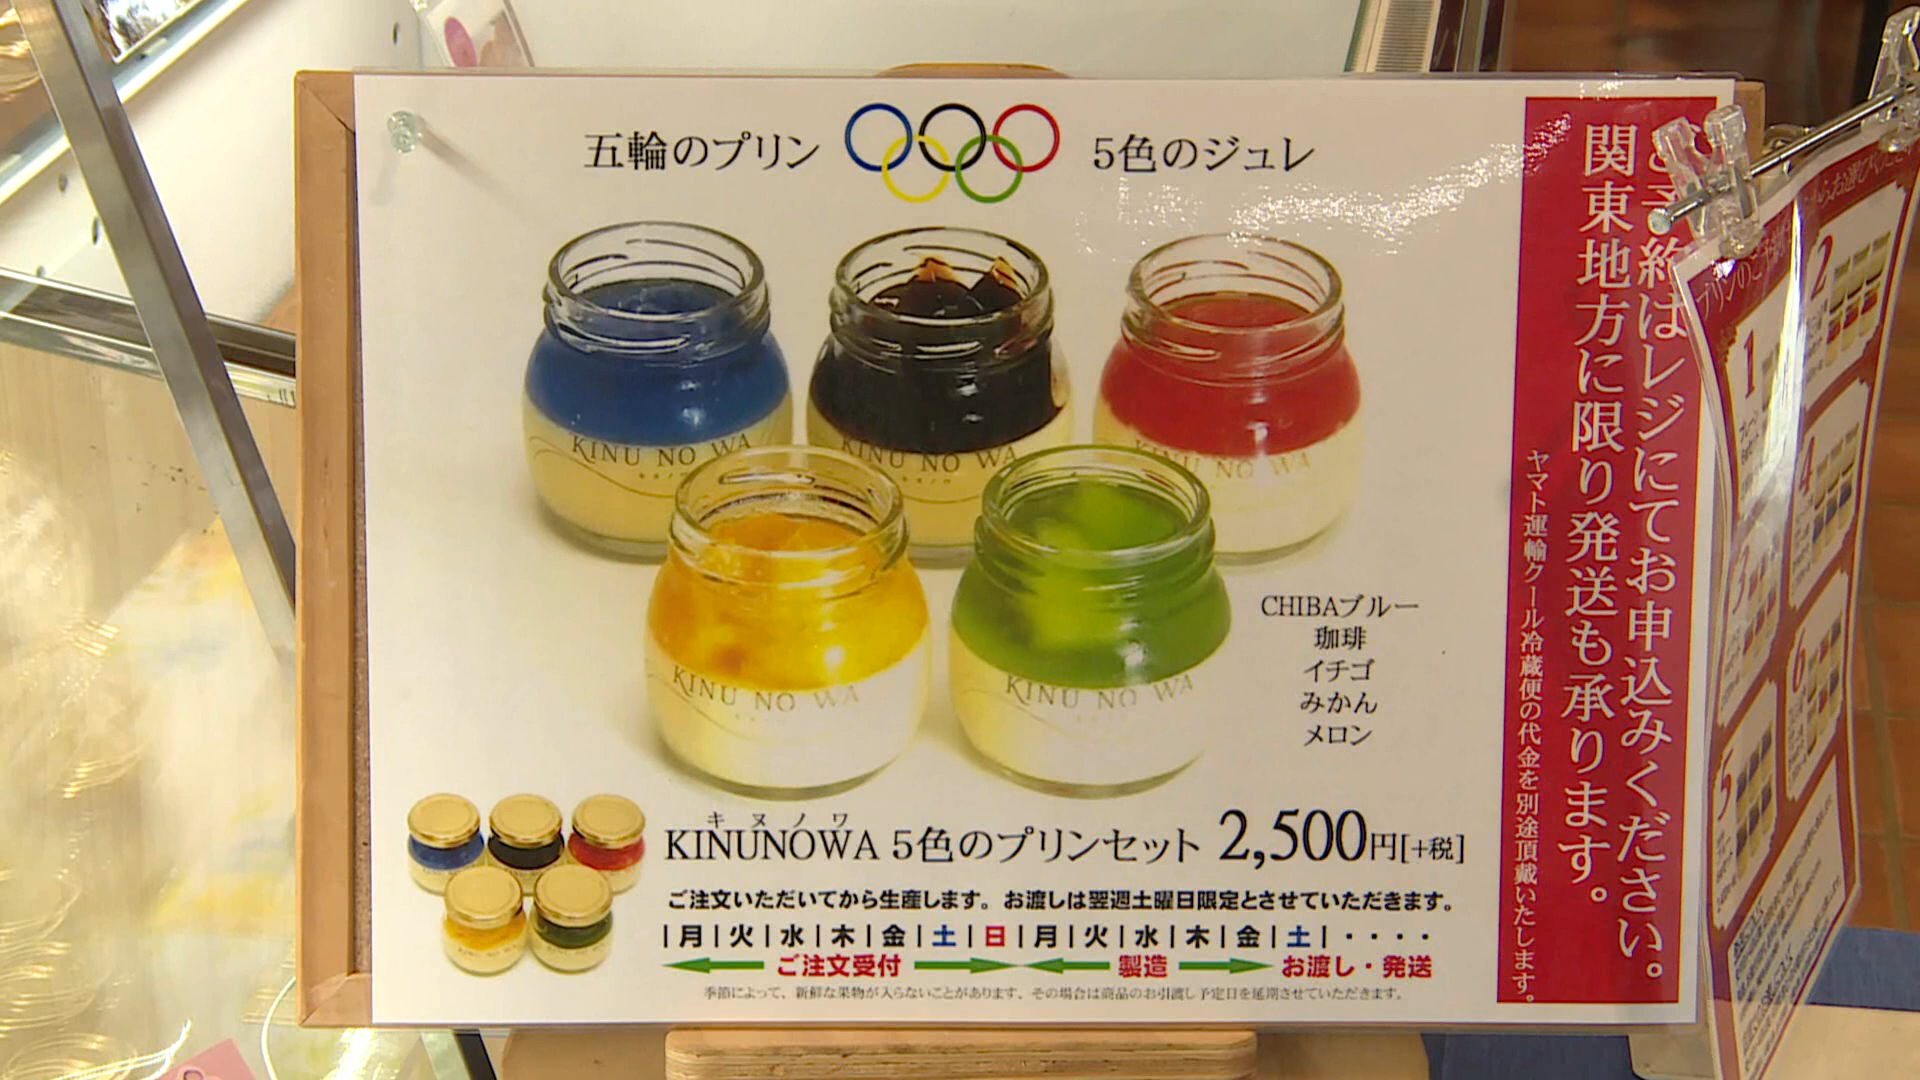 五輪のプリン
5色のジュレ
KINU NO WA
KINU NO WA
KINU NO WA
KINU NO WA
KINU NO WA
CHIBAブルー
珈琲
イチゴ
みかん
メロン
キヌノワ
KINUNOWA 5色のプリンセット 2,500円[+税]
ご注文いただいてから生産します。お渡しは翌週土曜日限定とさせていただきます。
|月|火|水|木|金|土|日|月|火|水|木|金|土|・・・・
ご注文受付 製造 お渡し・発送
季節によって、新鮮な果物が入らないことがあります、その場合は商品のお引渡し予定日を延期させていただきます。
ご予約はレジにてお申込みください。
関東地方に限り発送も承ります。
ヤマト運輸クール冷蔵便の代金を別途頂戴いたします。
1
2
3
4
5
6